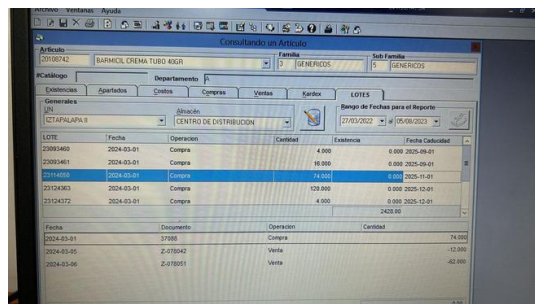 Archivo Ventanas Ayuda
Consultando un Articulo
Articulo Familia Sub Familia
20108742 BARMICIL CREMA TUBO 40GR 3 GENERICOS 5 GENERICOS
#Catálogo Departamento A
Existencias Apartados Costos Compras Ventas Kardex LOTES
Generales Rango de Fechas para el Reporte
UN Almacén
IZTAPALAPA II CENTRO DE DISTRIBUCION 27/03/2022 al 05/08/2023
LOTE Fecha Operacion Cantidad Existencia Fecha Caducidad
23093460 2024-03-01 Compra 4.000 0.000 2025-09-01
23093461 2024-03-01 Compra 16.000 0.000 2025-09-01
23114050 2024-03-01 Compra 74.000 0.000 2025-11-01
23124363 2024-03-01 Compra 120.000 0.000 2025-12-01
23124372 2024-03-01 Compra 4.000 0.000 2025-12-01
2428.00
Fecha Documento Operacion Cantidad
2024-03-01 37088 Compra 74.000
2024-03-05 Z-078042 Venta -12.000
2024-03-06 Z-078051 Venta -62.000
0.00